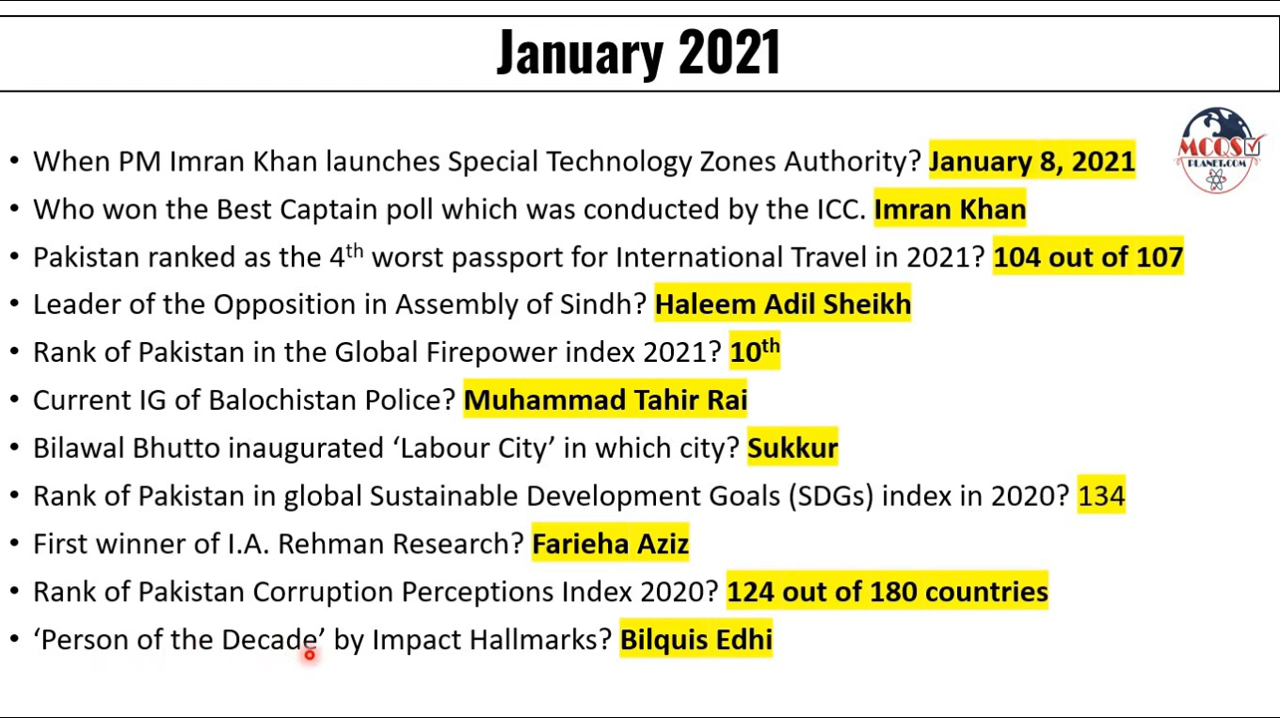 January 2021
MCQS
PLANET.COM
• When PM Imran Khan launches Special Technology Zones Authority? January 8, 2021
• Who won the Best Captain poll which was conducted by the ICC. Imran Khan
• Pakistan ranked as the 4th worst passport for International Travel in 2021? 104 out of 107
• Leader of the Opposition in Assembly of Sindh? Haleem Adil Sheikh
• Rank of Pakistan in the Global Firepower index 2021? 10th
• Current IG of Balochistan Police? Muhammad Tahir Rai
• Bilawal Bhutto inaugurated ‘Labour City’ in which city? Sukkur
• Rank of Pakistan in global Sustainable Development Goals (SDGs) index in 2020? 134
• First winner of I.A. Rehman Research? Farieha Aziz
• Rank of Pakistan Corruption Perceptions Index 2020? 124 out of 180 countries
• ‘Person of the Decade’ by Impact Hallmarks? Bilquis Edhi